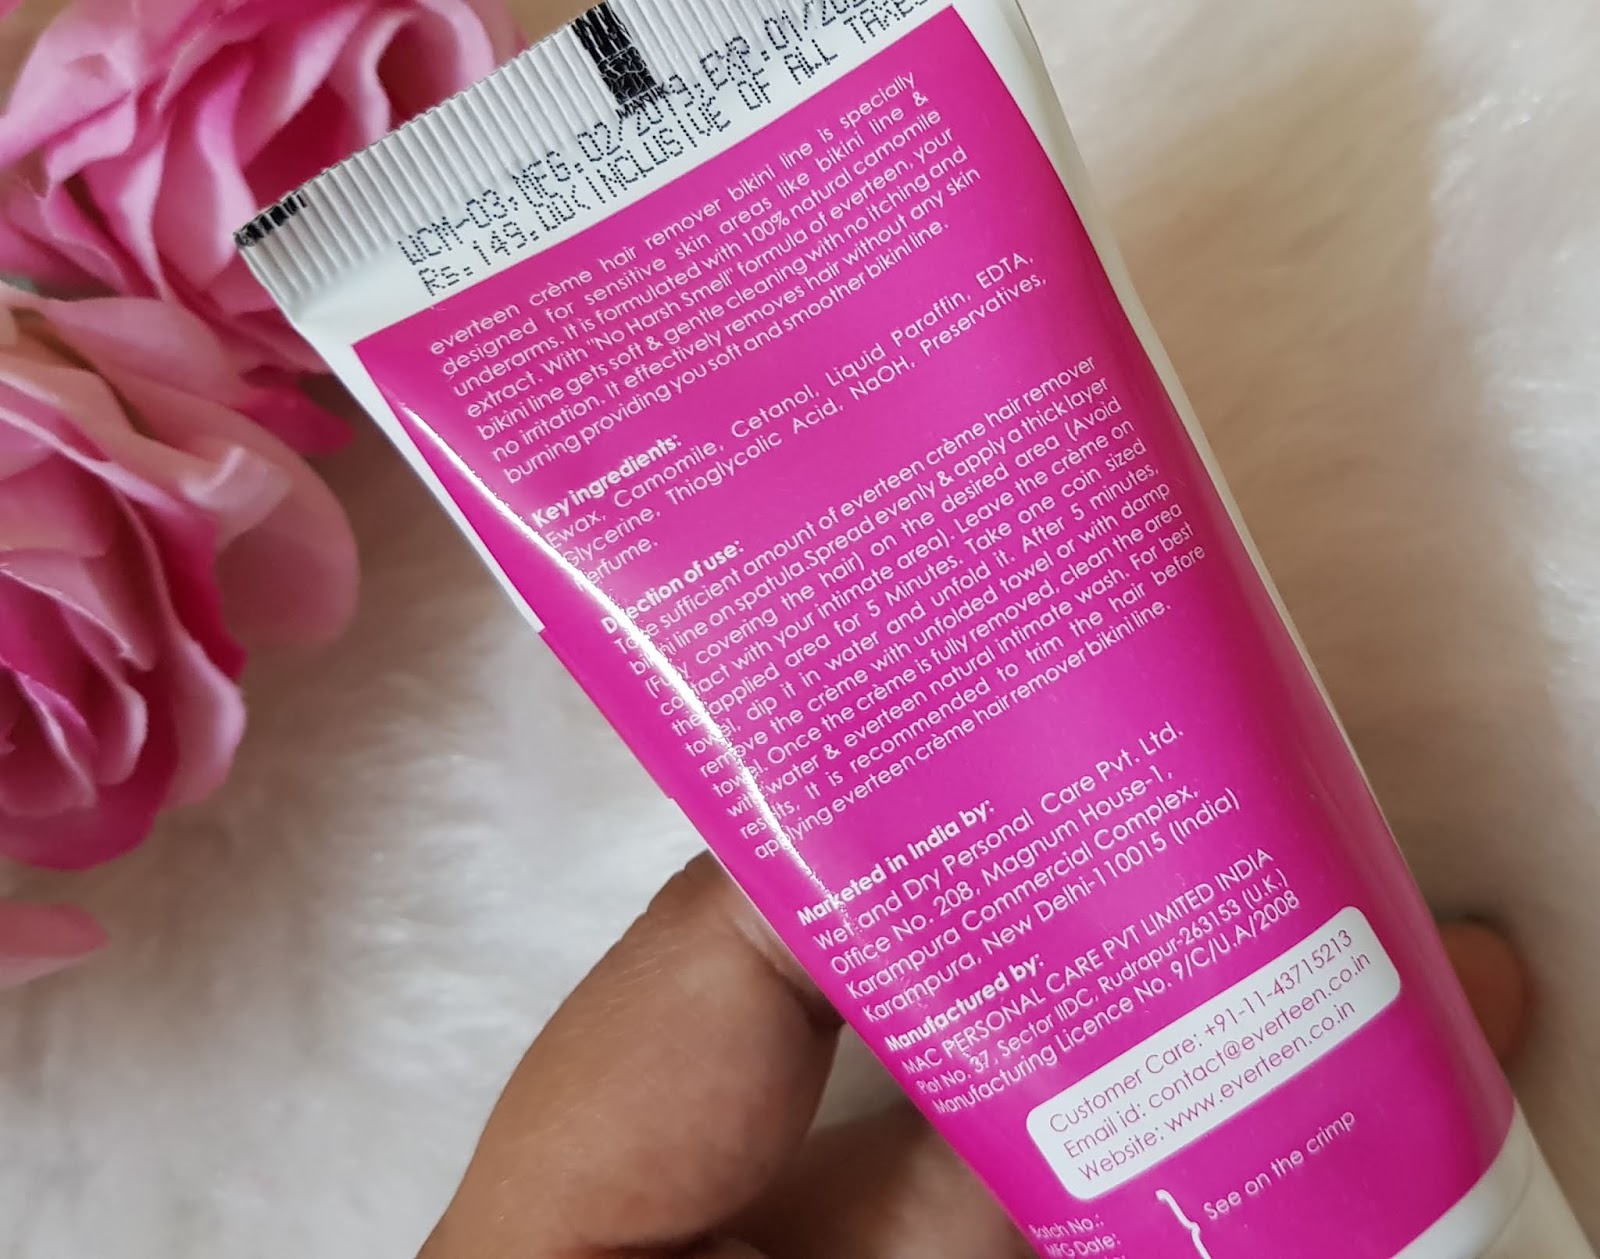 WCM-03,MFG.02/2019,EXP.01/202
RS.149.00(INCLUSIVE OF ALL TAXES
everteen crème hair remover bikini line is specially
designed for sensitive skin areas like bikini line &
underarms. It is formulated with 100% natural camomile
extract. With "No Harsh Smell" formula of everteen, your
bikini line gets soft & gentle cleaning with no itching and
no irritation. It effectively removes hair without any skin
burning providing you soft and smoother bikini line.
Key ingredients:
Ewax, Camomile, Cetanol, Liquid Paraffin, EDTA,
Glycerine, Thioglycolic Acid, NaOH, Preservatives,
Perfume.
Direction of use:
Take sufficient amount of everteen crème hair remover
bikini line on spatula.Spread evenly & apply a thick layer
(Fully covering the hair) on the desired area (Avoid
contact with your intimate area). Leave the crème on
the applied area for 5 Minutes. Take one coin sized
towel, dip it in water and unfold it. After 5 minutes,
remove the crème with unfolded towel or with damp
towel. Once the crème is fully removed, clean the area
with water & everteen natural intimate wash. For best
results, it is recommended to trim the hair before
applying everteen crème hair remover bikini line.
Marketed in India by:
Wet and Dry Personal Care Pvt. Ltd.
Office No. 208, Magnum House-1,
Karampura Commercial Complex,
Karampura, New Delhi-110015 (India)
Manufactured by:
MAC PERSONAL CARE PVT LIMITED INDIA
Plot No. 37, Sector IIDC, Rudrapur-263153 (U.K.)
Manufacturing Licence No. 9/C/U.A/2008
Customer Care: +91-11-43715213
Email id: contact@everteen.co.in
Website: www.everteen.co.in
Batch No.:
MFG Date:
See on the crimp